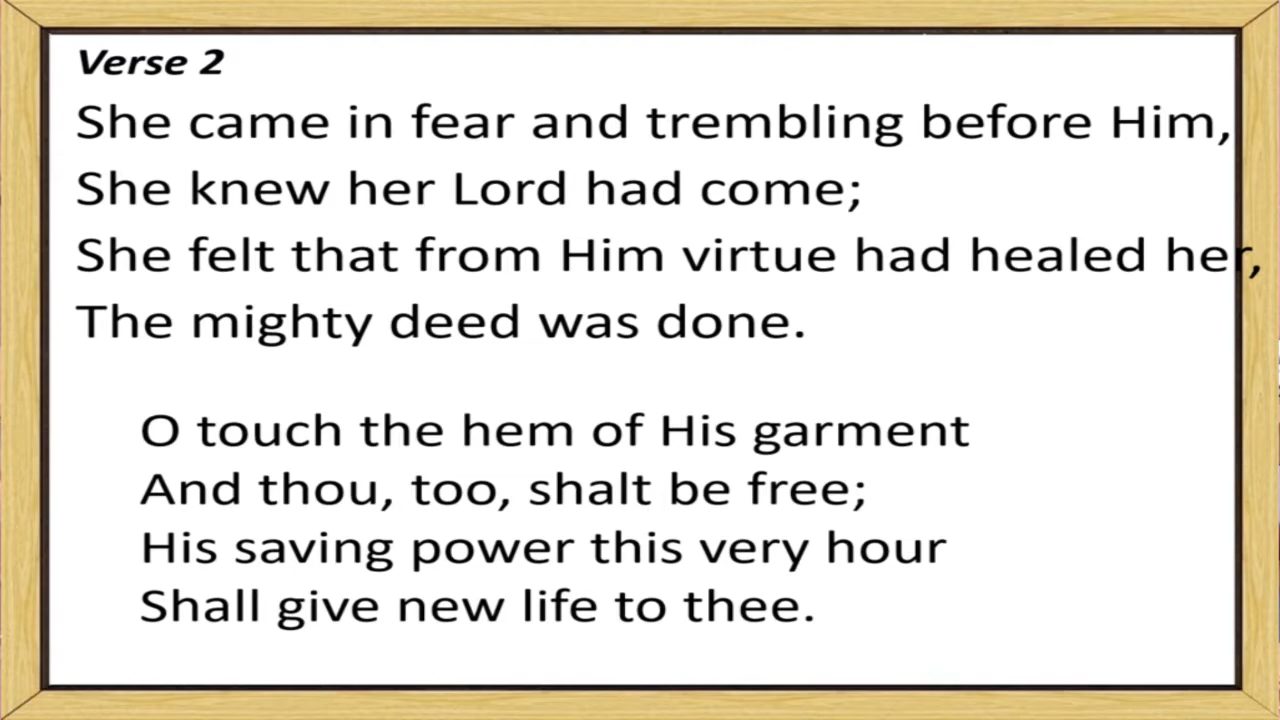 Verse 2
She came in fear and trembling before Him,
She knew her Lord had come;
She felt that from Him virtue had healed her,
The mighty deed was done.
O touch the hem of His garment
And thou, too, shalt be free;
His saving power this very hour
Shall give new life to thee.